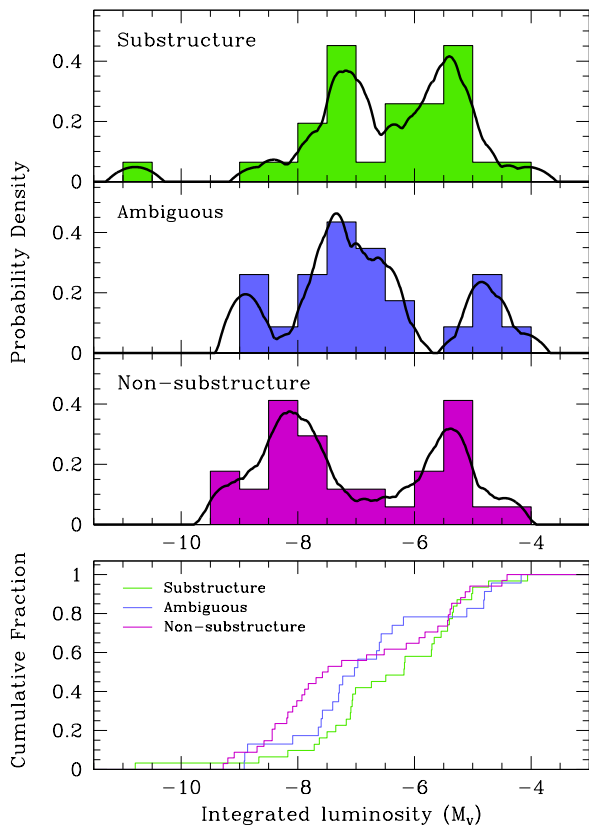 Substructure
0.4
0.2
0
Ambiguous
0.4
0.2
0
Probability Density
Non-substructure
0.4
0.2
0
−10
−8
−6
−4
Cumulative Fraction
1
0.8
0.6
0.4
0.2
0
Substructure
Ambiguous
Non-substructure
−10
−8
−6
−4
Integrated luminosity (Mv)